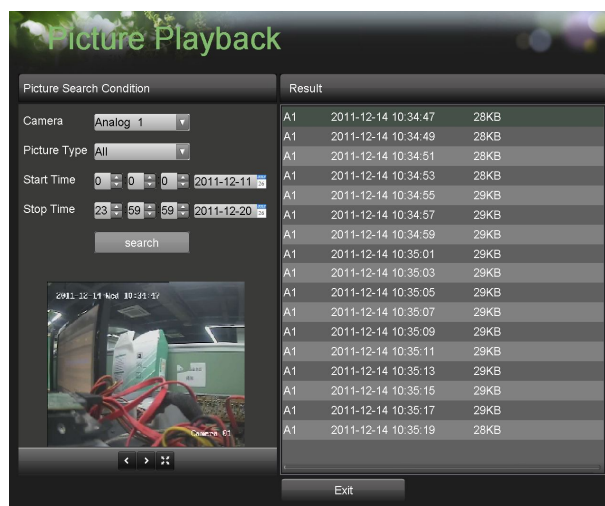 Picture Playback
Picture Search Condition
Camera Analog 1
Picture Type All
Start Time 0 0 0 2011-12-11
Stop Time 23 59 59 2011-12-20
search
2011-12-14 Wed 10:34:47
Camera 01
Result
A1 2011-12-14 10:34:47 28KB
A1 2011-12-14 10:34:49 28KB
A1 2011-12-14 10:34:51 28KB
A1 2011-12-14 10:34:53 28KB
A1 2011-12-14 10:34:55 29KB
A1 2011-12-14 10:34:57 29KB
A1 2011-12-14 10:34:59 29KB
A1 2011-12-14 10:35:01 29KB
A1 2011-12-14 10:35:03 29KB
A1 2011-12-14 10:35:05 29KB
A1 2011-12-14 10:35:07 29KB
A1 2011-12-14 10:35:09 29KB
A1 2011-12-14 10:35:11 29KB
A1 2011-12-14 10:35:13 29KB
A1 2011-12-14 10:35:15 29KB
A1 2011-12-14 10:35:17 29KB
A1 2011-12-14 10:35:19 28KB
Exit